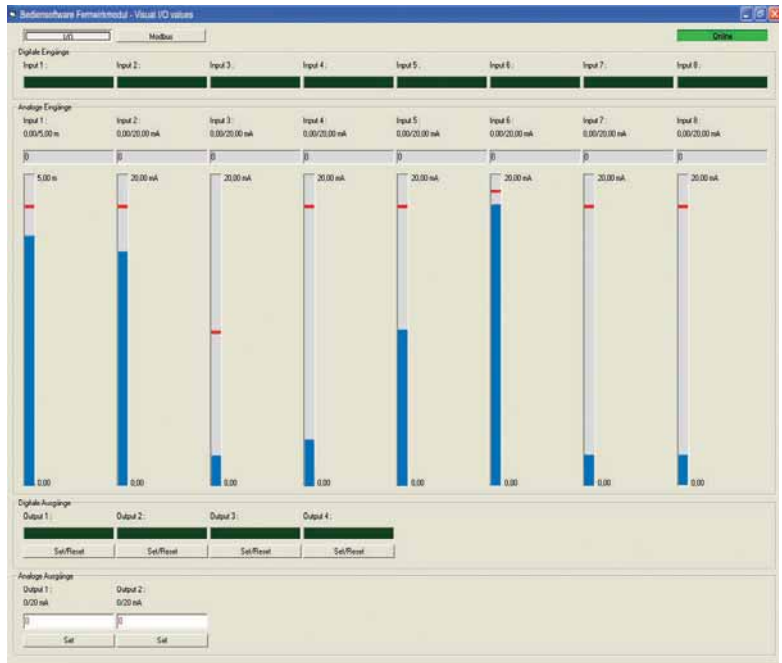 Bediensoftware Fernwirkmodul - Visual I/O values
I/O Modbus Online
Digitale Eingänge
Input 1 : Input 2 : Input 3 : Input 4 : Input 5 : Input 6 : Input 7 : Input 8 :
Analoge Eingänge
Input 1 : Input 2 : Input 3 : Input 4 : Input 5 : Input 6 : Input 7 : Input 8 :
0,00/5,00 m 0,00/20,00 mA 0,00/20,00 mA 0,00/20,00 mA 0,00/20,00 mA 0,00/20,00 mA 0,00/20,00 mA 0,00/20,00 mA
0 0 0 0 0 0 0 0
5,00 m 20,00 mA 20,00 mA 20,00 mA 20,00 mA 20,00 mA 20,00 mA 20,00 mA
0,00 0,00 0,00 0,00 0,00 0,00 0,00 0,00
Digitale Ausgänge
Output 1 : Output 2 : Output 3 : Output 4 :
Set/Reset Set/Reset Set/Reset Set/Reset
Analoge Ausgänge
Output 1 : Output 2 :
0/20 mA 0/20 mA
0 0
Set Set